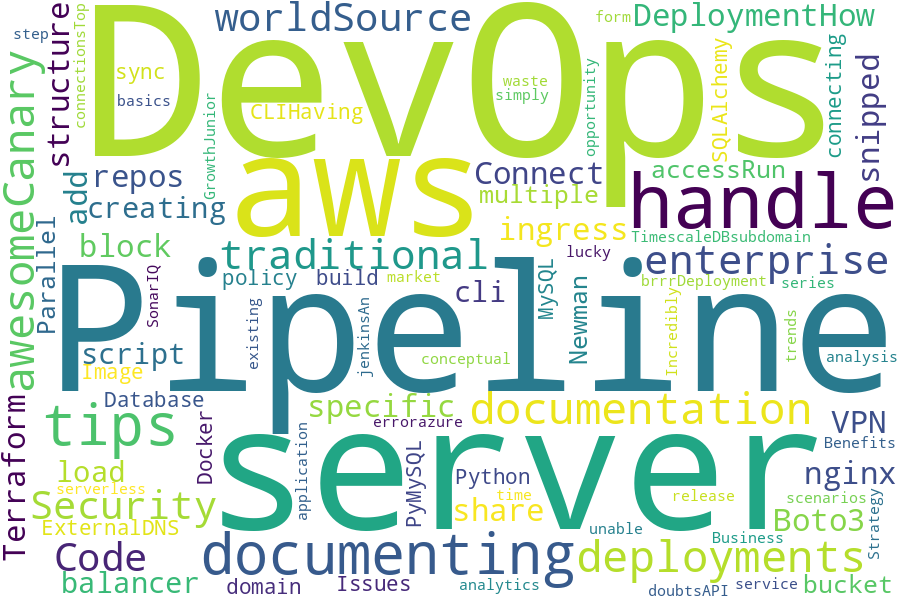 step
connectionsTop
structure
DevOps
worldSource
form
DeploymentHow
awesomeCanary
sync
basics
CLIHaving
waste
simply
opportunity
SQLAlchemy
connecting
snipped
GrowthJunior
aws
add
repos
creating
Connect
multiple
accessRun
handle
Parallel
block
traditional
ingress
TimescaleDBsubdomain
lucky
enterprise
SonarIQ
policy
build
market
cli
MySQL
brrrDeployment
series
Pipeline
existing
jenkinsAn
Newman
Incredibly
trends
script
Image
conceptual
analysis
Terraform
Database
tips
Docker
specific
errorazure
documentation
VPN
Benefits
server
application
PyMySQL
load
serverless
Python
time
release
nginx
scenarios
Security
ExternalDNS
share
Boto3
Strategy
unable
Business
Code
documenting
deployments
balancer
domain
Issues
analytics
doubtsAPI
service
bucket